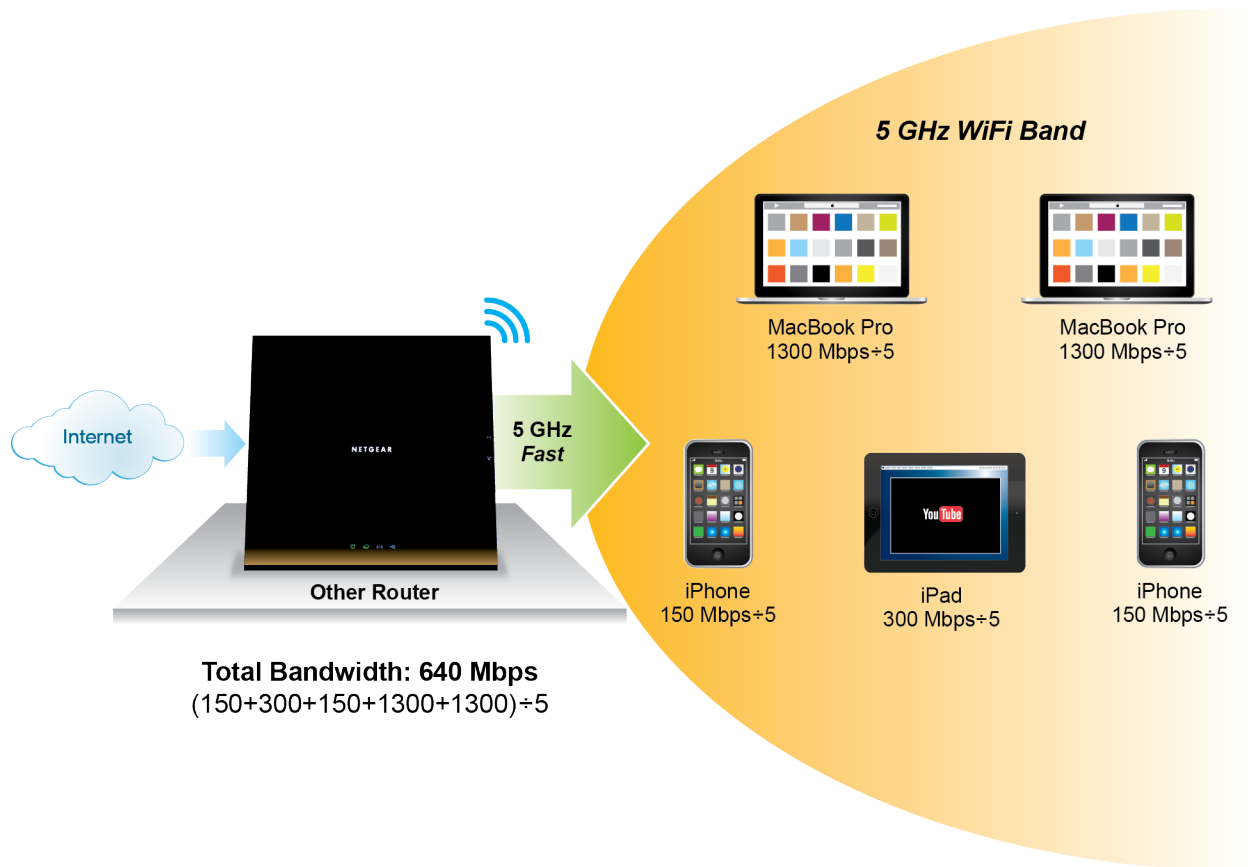 5 GHz WiFi Band
MacBook Pro
1300 Mbps÷5
MacBook Pro
1300 Mbps÷5
Internet
NETGEAR
5 GHz
Fast
YouTube
iPhone
150 Mbps÷5
iPad
300 Mbps÷5
iPhone
150 Mbps÷5
Other Router
Total Bandwidth: 640 Mbps
(150+300+150+1300+1300)÷5